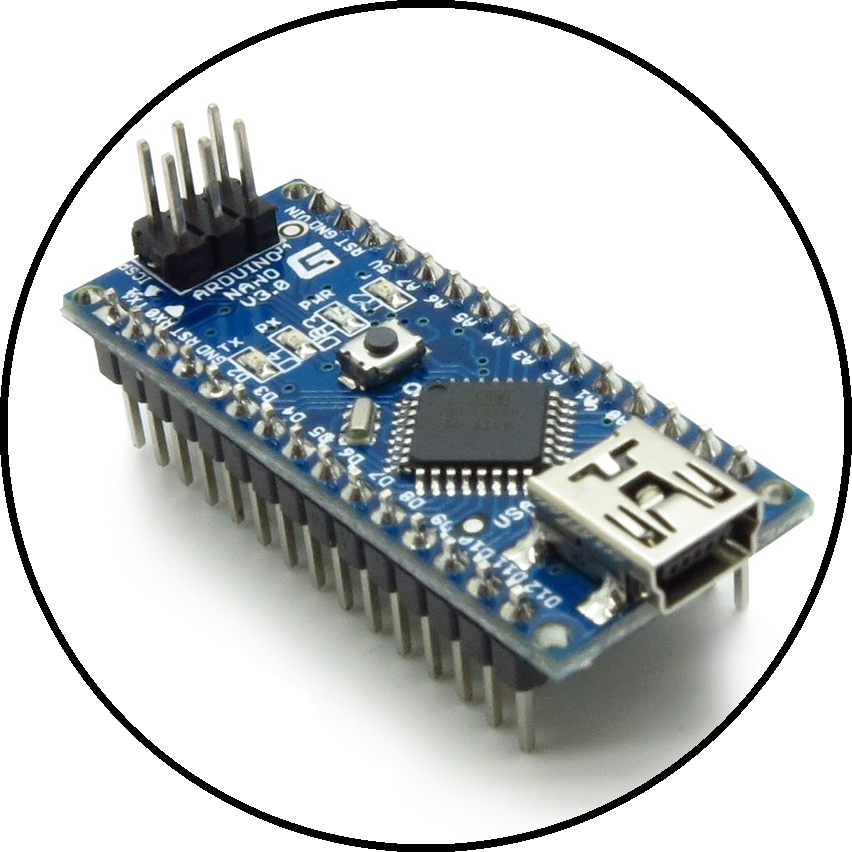 VIN
GND
RST
5V
A7
A6
A5
A4
A3
A2
A1
A0
ICSP
ARDUINO
NANO
V3.0
PWR
RX
TX
RX0
RST
GND
D2
D3
D4
D5
D6
D7
D8
D9
D10
D11
D12
USA